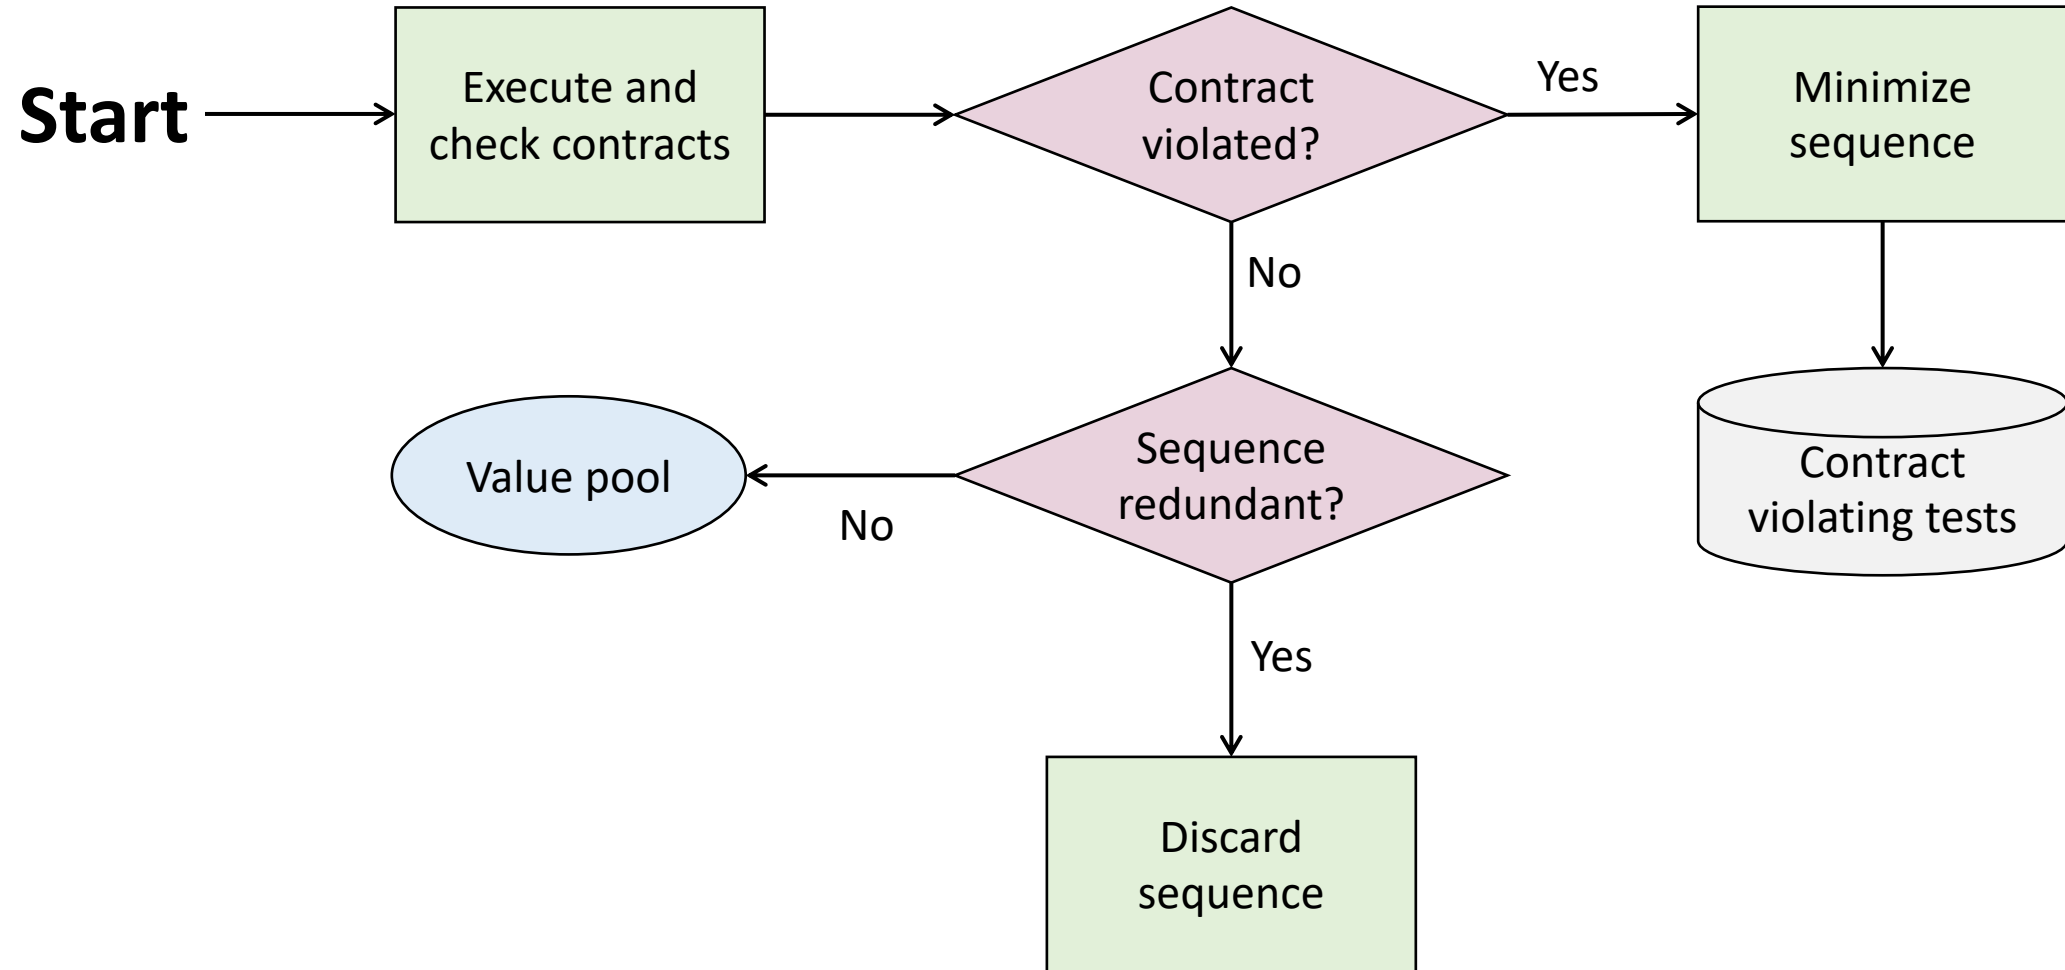 Start
Execute and
check contracts
Contract
violated?
Yes
Minimize
sequence
No
Value pool
No
Sequence
redundant?
Contract
violating tests
Yes
Discard
sequence